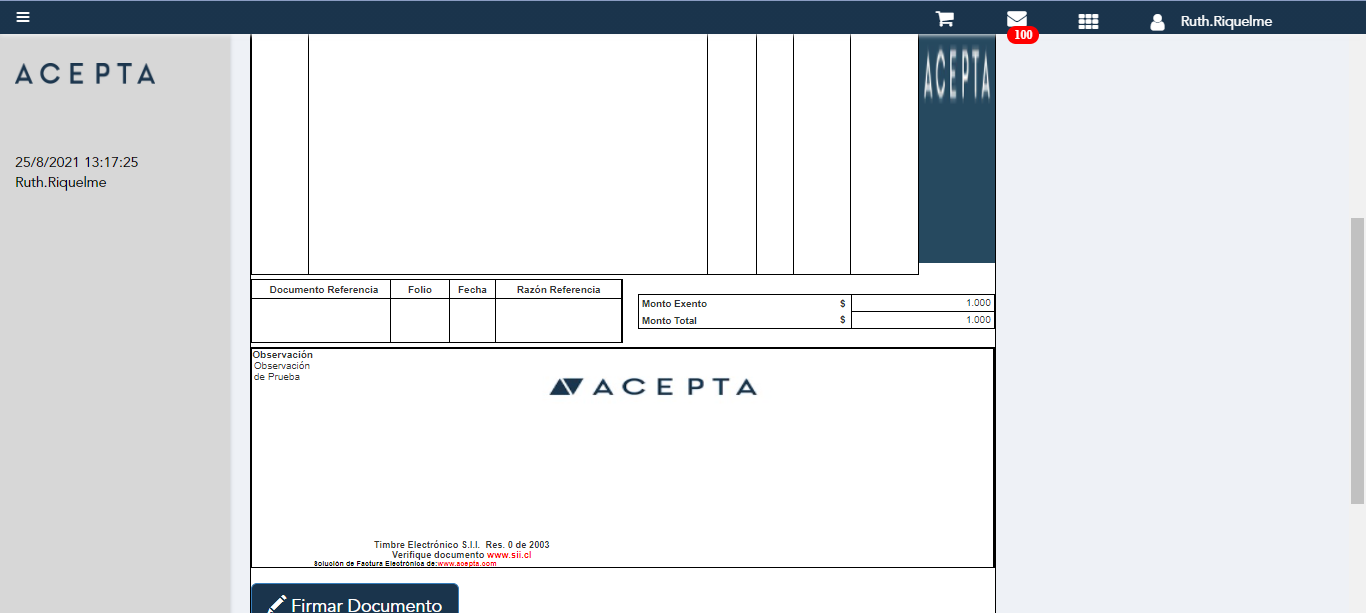 Ruth.Riquelme
100
ACEPTA
25/8/2021 13:17:25
Ruth.Riquelme
ACEPTA
Documento Referencia Folio Fecha Razón Referencia
Monto Exento $ 1.000
Monto Total $ 1.000
Observación
Observación
de Prueba
ACEPTA
Timbre Electrónico S.I.I. Res. 0 de 2003
Verifique documento www.sii.cl
Solución de Factura Electrónica de:www.acepta.com
Firmar Documento